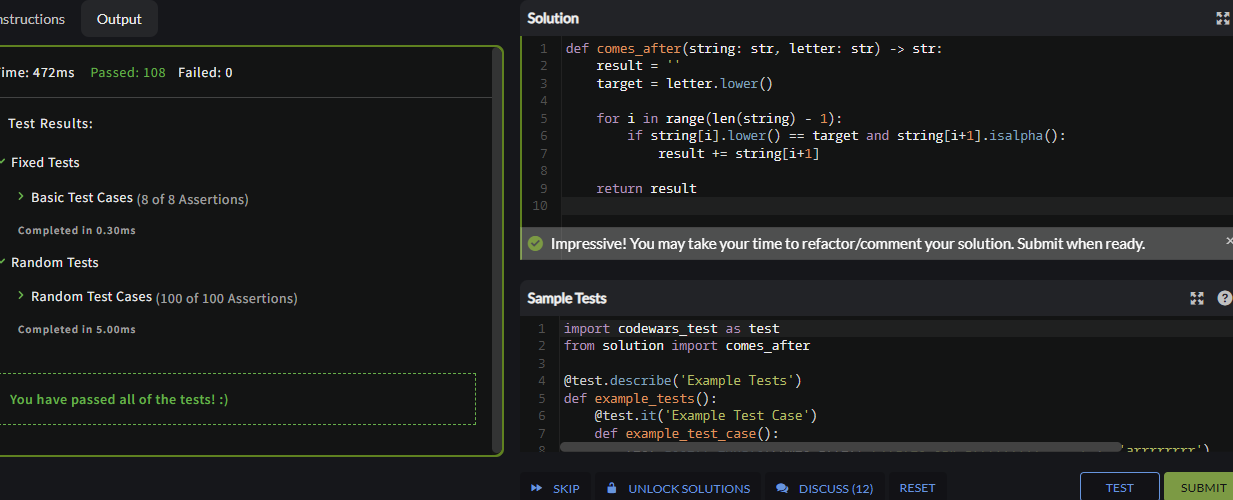 nstructions
Output
ime: 472ms Passed: 108 Failed: 0
Test Results:
Fixed Tests
Basic Test Cases (8 of 8 Assertions)
Completed in 0.30ms
Random Tests
Random Test Cases (100 of 100 Assertions)
Completed in 5.00ms
You have passed all of the tests! :)
Solution
1 def comes_after(string: str, letter: str) -> str:
2     result = ''
3     target = letter.lower()
4
5     for i in range(len(string) - 1):
6         if string[i].lower() == target and string[i+1].isalpha():
7             result += string[i+1]
8
9     return result
10
Impressive! You may take your time to refactor/comment your solution. Submit when ready.
Sample Tests
1 import codewars_test as test
2 from solution import comes_after
3
4 @test.describe('Example Tests')
5 def example_tests():
6     @test.it('Example Test Case')
7     def example_test_case():
8
SKIP
UNLOCK SOLUTIONS
DISCUSS (12)
RESET
TEST
SUBMIT